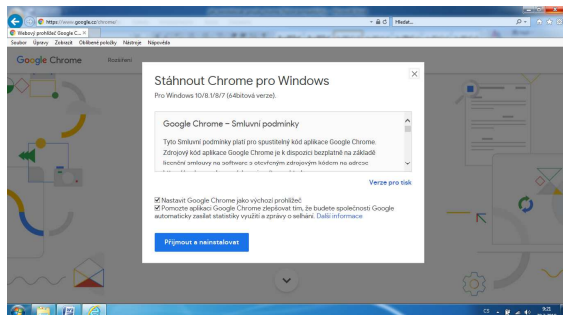 https://www.google.cz/chrome/
Hledat...
Webový prohlížeč Google C...
Soubor Úpravy Zobrazit Oblíbené položky Nástroje Nápověda
Google Chrome
Rozšíření
Stáhnout Chrome pro Windows
Pro Windows 10/8.1/8/7 (64bitová verze).
Google Chrome – Smluvní podmínky
Tyto Smluvní podmínky platí pro spustitelný kód aplikace Google Chrome.
Zdrojový kód aplikace Google Chrome je k dispozici bezplatně na základě
licenční smlouvy na software s otevřeným zdrojovým kódem na adrese
Verze pro tisk
Nastavit Google Chrome jako výchozí prohlížeč
Pomozte aplikaci Google Chrome zlepšovat tím, že budete společnosti Google
automaticky zasílat statistiky využití a zprávy o selhání. Další informace
Přijmout a nainstalovat
CS
9:25